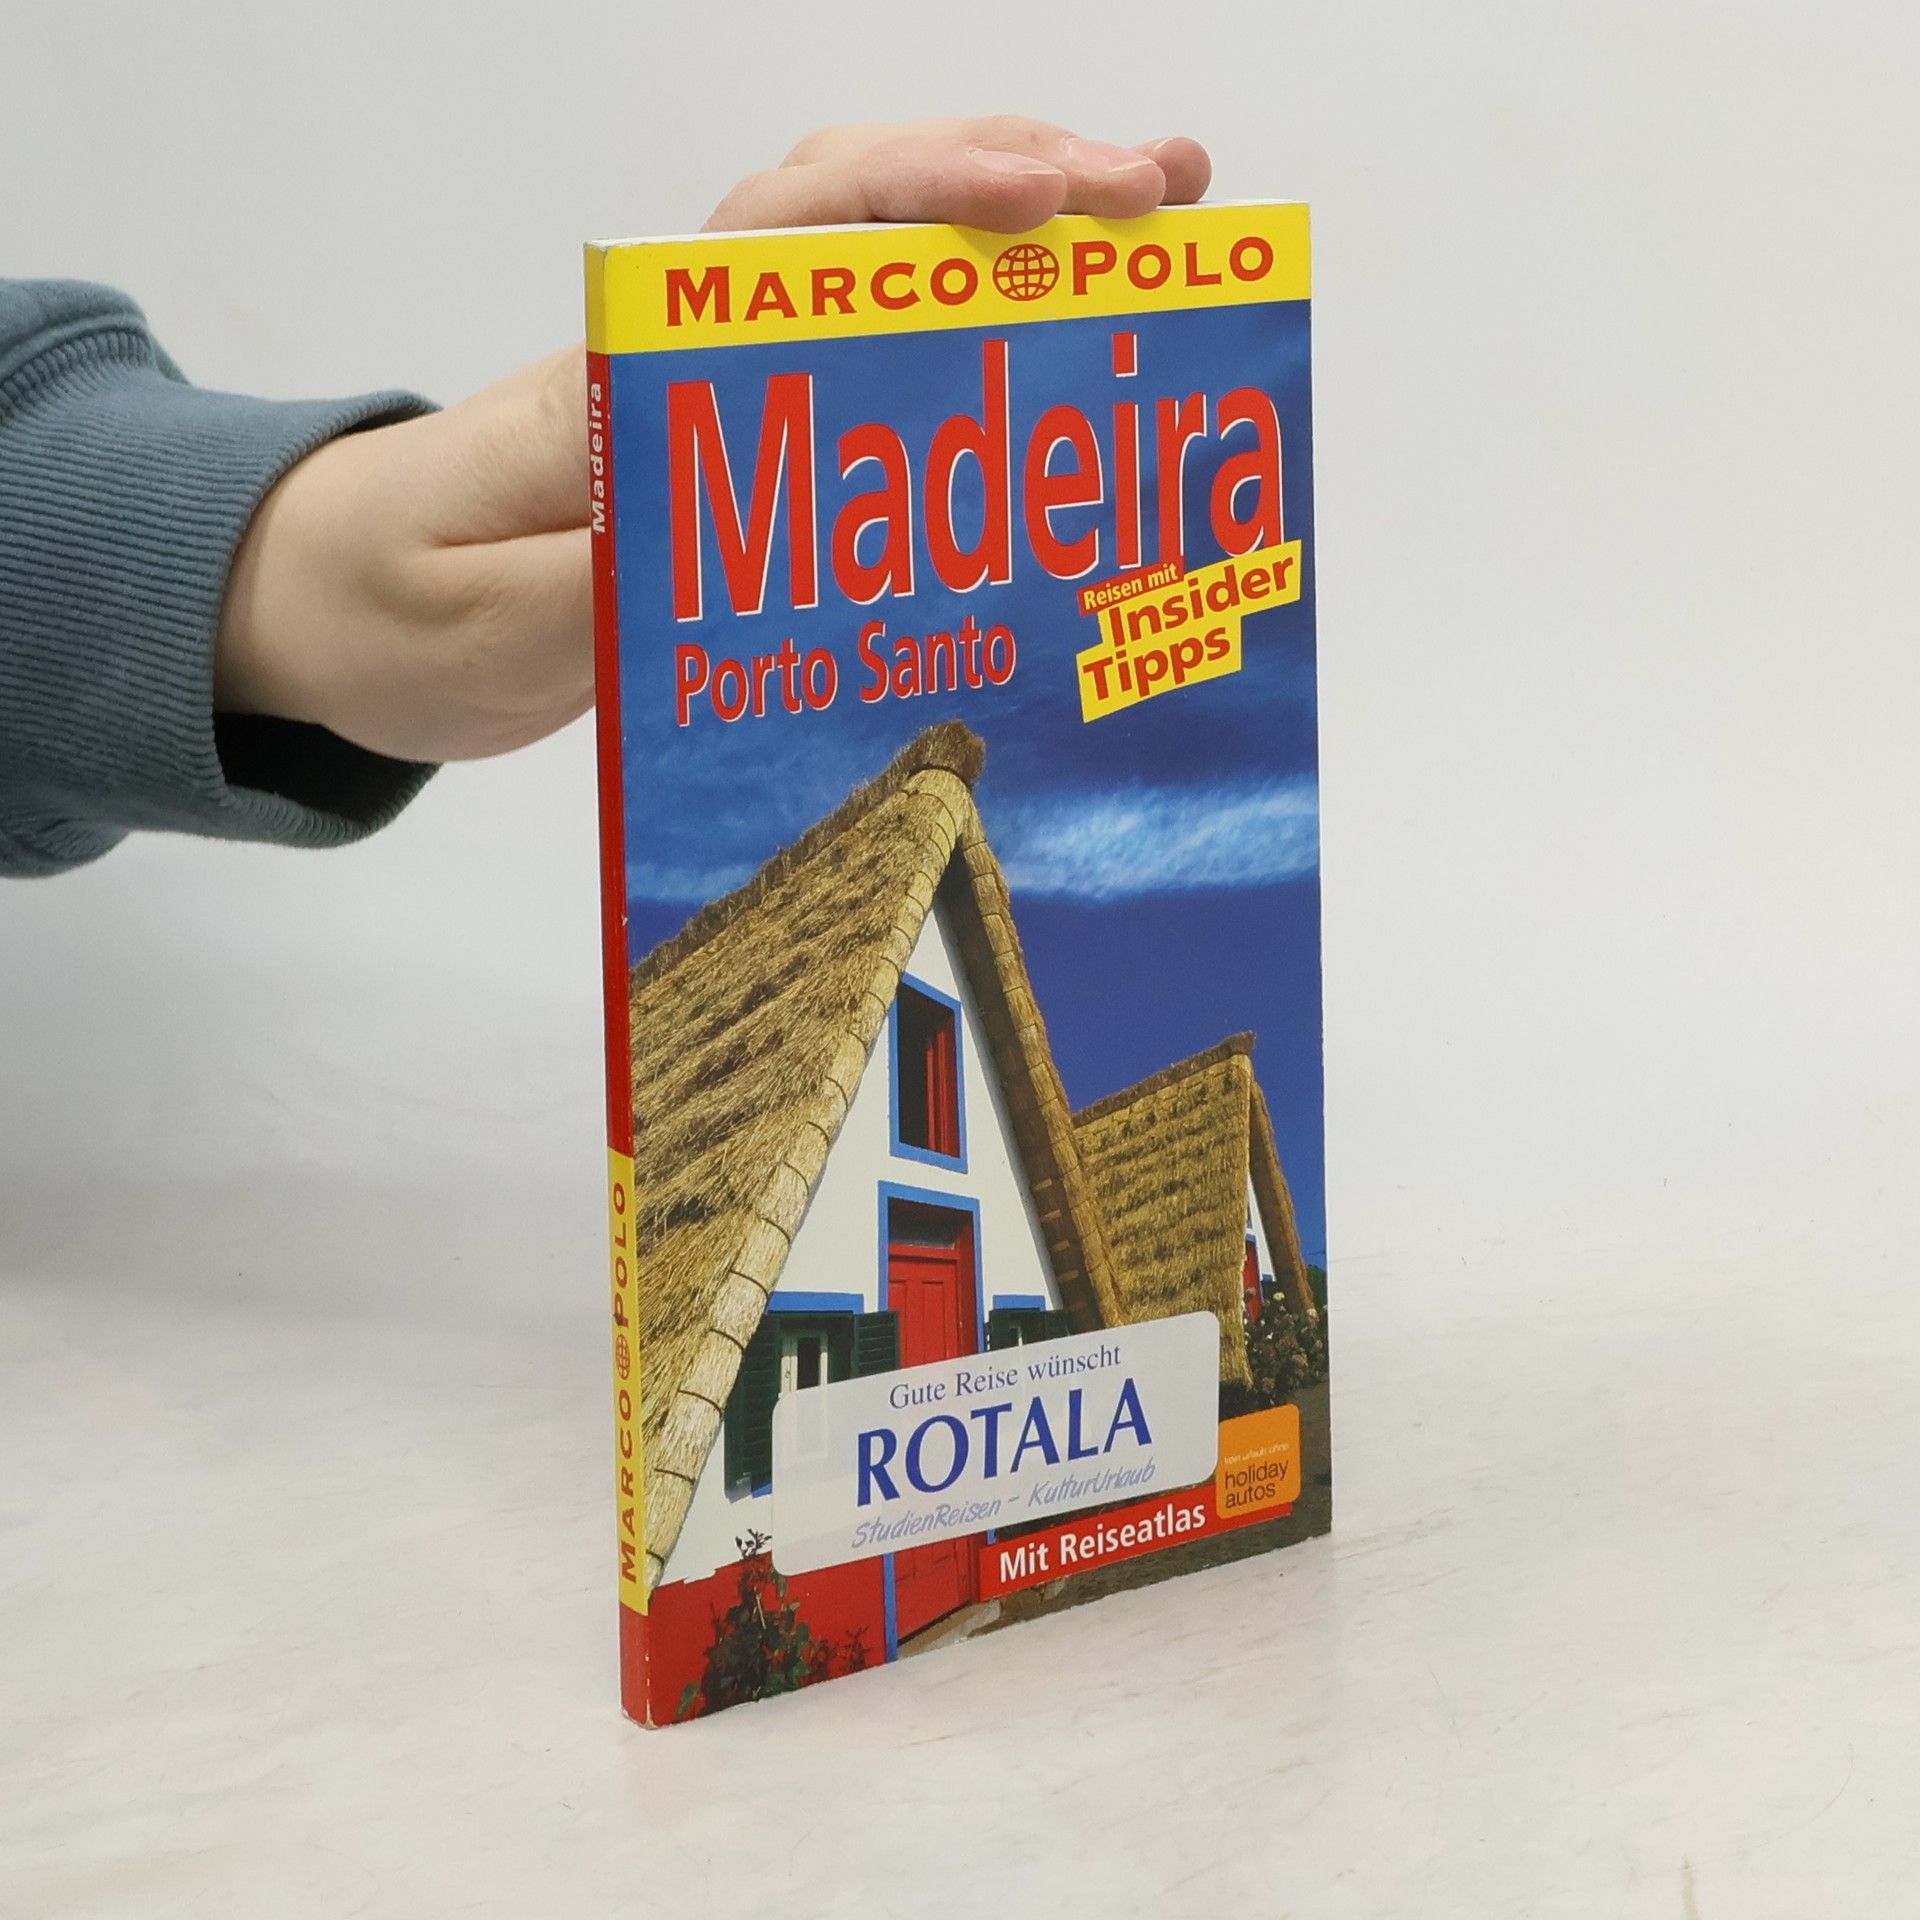 MARCO POLO
Madeira
Porto Santo
Reisen mit
Insider
Tipps
Gute Reise wünscht
ROTALA
StudienReisen - KulturUrlaub
holiday
autos
Mit Reiseatlas
Madeira
MARCO POLO